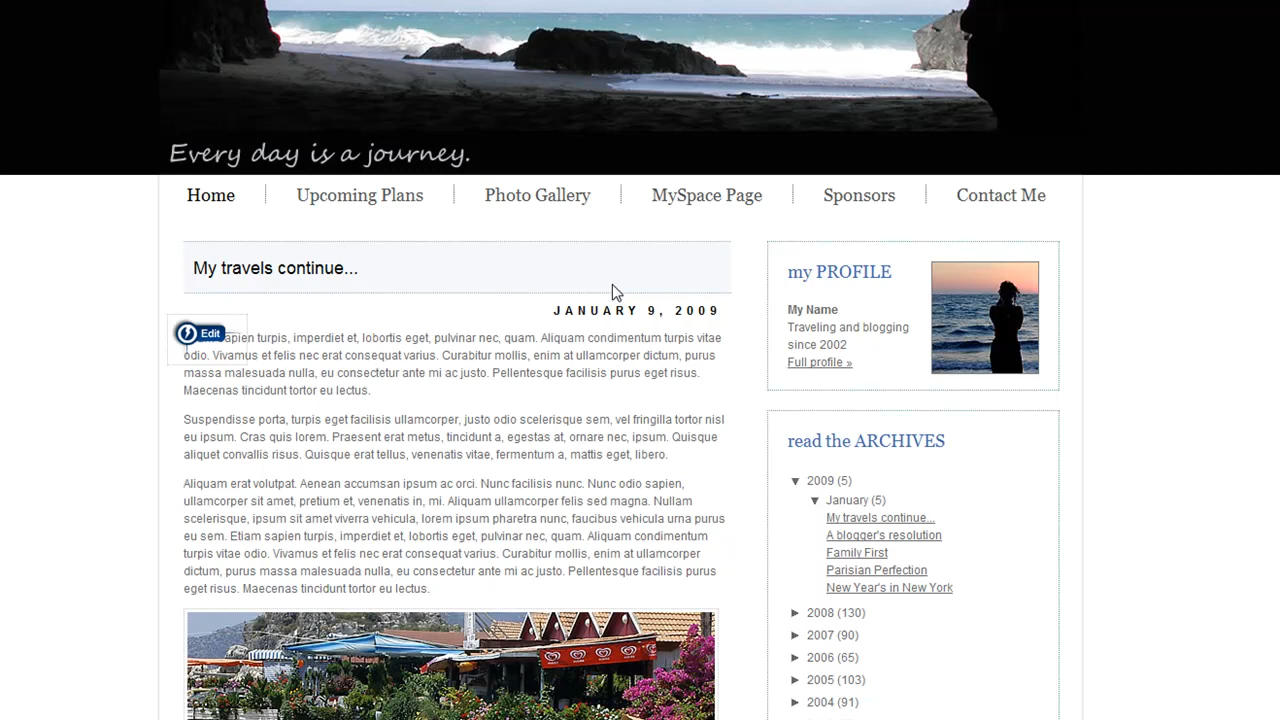 Every day is a journey.
Home
Upcoming Plans
Photo Gallery
MySpace Page
Sponsors
Contact Me
My travels continue...
JANUARY 9, 2009
Edit
sapien turpis, imperdiet et, lobortis eget, pulvinar nec, quam. Aliquam condimentum turpis vitae
odio. Vivamus et felis nec erat consequat varius. Curabitur mollis, enim at ullamcorper dictum, purus
massa malesuada nulla, eu consectetur ante mi ac justo. Pellentesque facilisis purus eget risus.
Maecenas tincidunt tortor eu lectus.
Suspendisse porta, turpis eget facilisis ullamcorper, justo odio scelerisque sem, vel fringilla tortor nisl
eu ipsum. Cras quis lorem. Praesent erat metus, tincidunt a, egestas at, ornare nec, ipsum. Quisque
aliquet convallis risus. Quisque erat tellus, venenatis vitae, fermentum a, mattis eget, libero.
Aliquam erat volutpat. Aenean accumsan ipsum ac orci. Nunc facilisis nunc. Nunc odio sapien,
ullamcorper sit amet, pretium et, venenatis in, mi. Aliquam ullamcorper felis sed magna. Nullam
scelerisque, ipsum sit amet viverra vehicula, lorem ipsum pharetra nunc, faucibus vehicula urna purus
eu sem. Etiam sapien turpis, imperdiet et, lobortis eget, pulvinar nec, quam. Aliquam condimentum
turpis vitae odio. Vivamus et felis nec erat consequat varius. Curabitur mollis, enim at ullamcorper
dictum, purus massa malesuada nulla, eu consectetur ante mi ac justo. Pellentesque facilisis purus
eget risus. Maecenas tincidunt tortor eu lectus.
my PROFILE
My Name
Traveling and blogging
since 2002
Full profile »
read the ARCHIVES
2009 (5)
January (5)
My travels continue...
A blogger's resolution
Family First
Parisian Perfection
New Year's in New York
2008 (130)
2007 (90)
2006 (65)
2005 (103)
2004 (91)